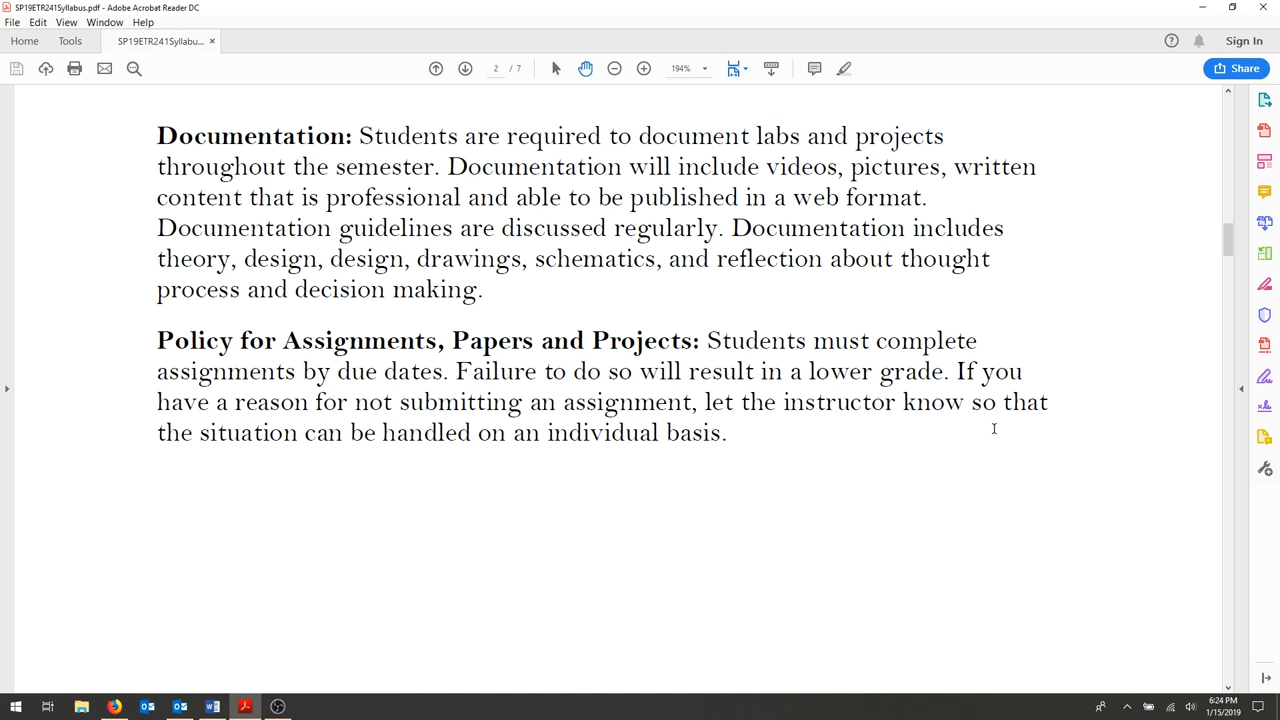 SP19ETR241Syllabus.pdf - Adobe Acrobat Reader DC
File Edit View Window Help
Home Tools SP19ETR241Syllabu... × Sign In
2 / 7 194% Share
Documentation: Students are required to document labs and projects
throughout the semester. Documentation will include videos, pictures, written
content that is professional and able to be published in a web format.
Documentation guidelines are discussed regularly. Documentation includes
theory, design, design, drawings, schematics, and reflection about thought
process and decision making.
Policy for Assignments, Papers and Projects: Students must complete
assignments by due dates. Failure to do so will result in a lower grade. If you
have a reason for not submitting an assignment, let the instructor know so that
the situation can be handled on an individual basis.
6:24 PM
1/15/2019